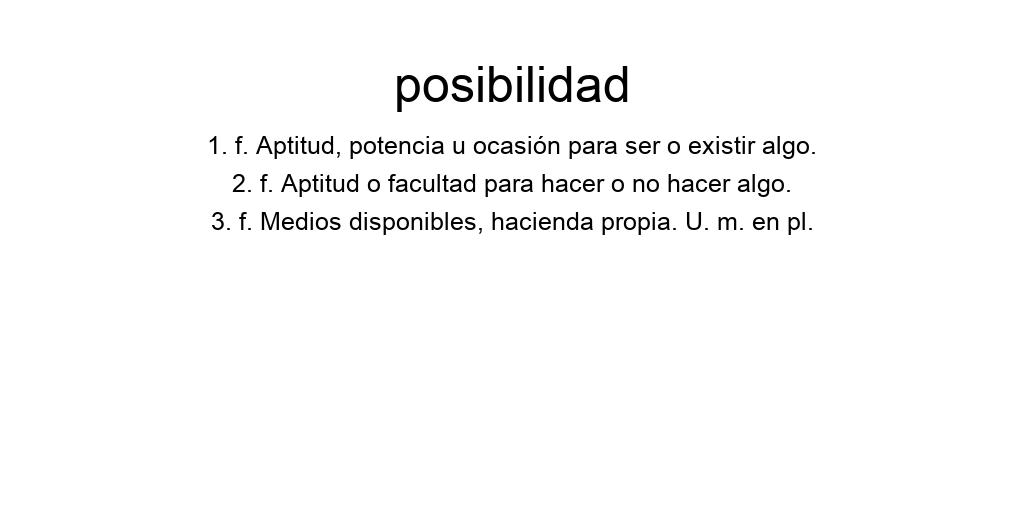 posibilidad
1. f. Aptitud, potencia u ocasión para ser o existir algo.
2. f. Aptitud o facultad para hacer o no hacer algo.
3. f. Medios disponibles, hacienda propia. U. m. en pl.